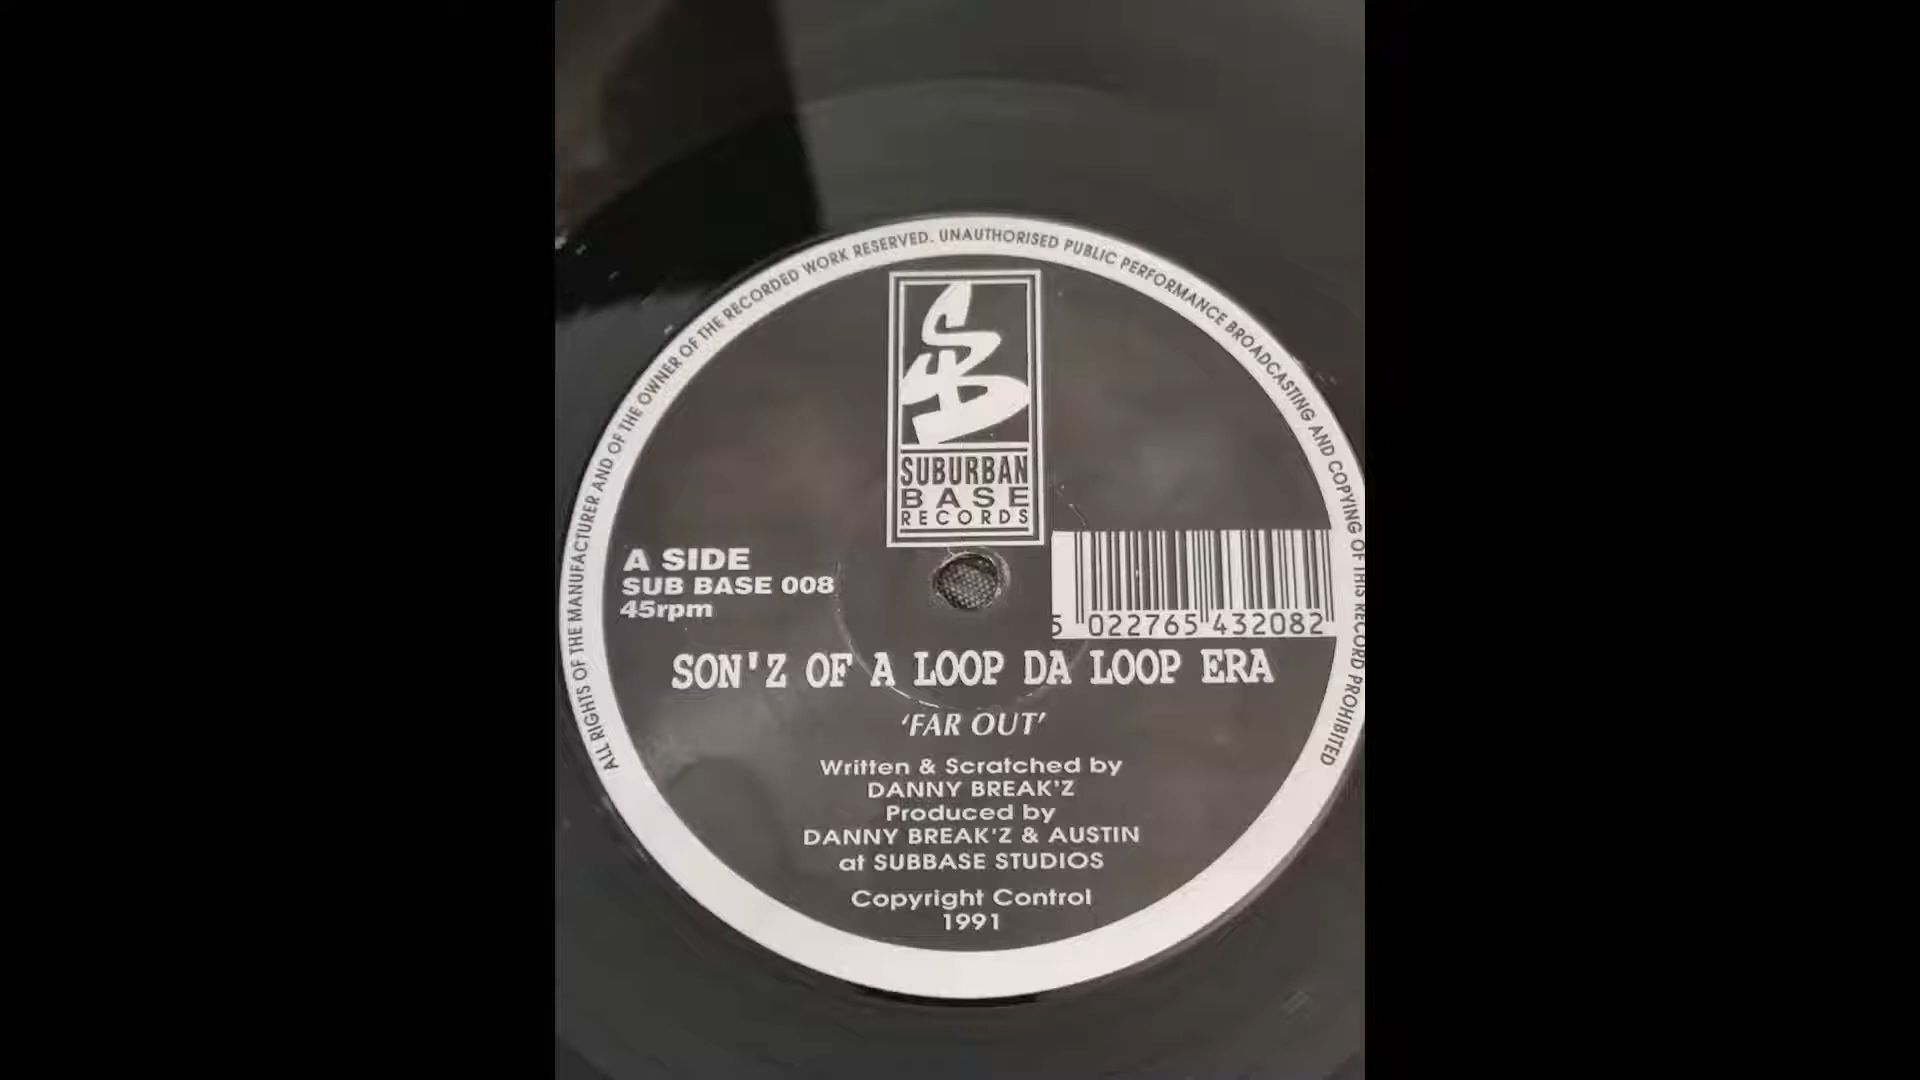 ALL RIGHTS OF THE MANUFACTURER AND OF THE OWNER OF THE RECORDED WORK RESERVED. UNAUTHORISED PUBLIC PERFORMANCE BROADCASTING AND COPYING OF THIS RECORD PROHIBITED
SUBURBAN
BASE
RECORDS
A SIDE
SUB BASE 008
45rpm
5 022765 432082
SON'Z OF A LOOP DA LOOP ERA
'FAR OUT'
Written & Scratched by
DANNY BREAK'Z
Produced by
DANNY BREAK'Z & AUSTIN
at SUBBASE STUDIOS
Copyright Control
1991